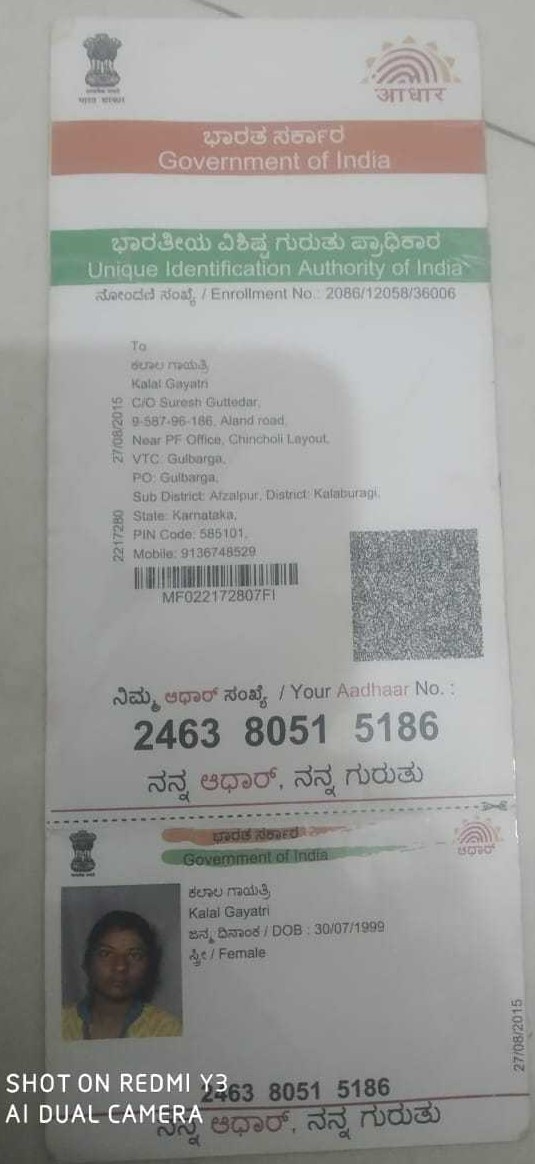 भारत सरकार
आधार
ಭಾರತ ಸರ್ಕಾರ
Government of India
ಭಾರತೀಯ ವಿಶಿಷ್ಟ ಗುರುತು ಪ್ರಾಧಿಕಾರ
Unique Identification Authority of India
ನೋಂದಣಿ ಸಂಖ್ಯೆ / Enrollment No.: 2086/12058/36006
To
ಕಲಾಲ ಗಾಯತ್ರಿ
Kalal Gayatri
C/O Suresh Guttedar,
9-587-96-186, Aland road,
Near PF Office, Chincholi Layout,
VTC: Gulbarga,
PO: Gulbarga,
Sub District: Afzalpur, District: Kalaburagi,
State: Karnataka,
PIN Code: 585101,
Mobile: 9136748529
27/08/2015
2217280
MF022172807FI
ನಿಮ್ಮ ಆಧಾರ್ ಸಂಖ್ಯೆ / Your Aadhaar No. :
2463 8051 5186
ನನ್ನ ಆಧಾರ್, ನನ್ನ ಗುರುತು
ಭಾರತ ಸರ್ಕಾರ
Government of India
ಆಧಾರ್
ಕಲಾಲ ಗಾಯತ್ರಿ
Kalal Gayatri
ಜನ್ಮ ದಿನಾಂಕ / DOB : 30/07/1999
ಸ್ತ್ರೀ / Female
27/08/2015
2463 8051 5186
ನನ್ನ ಆಧಾರ್, ನನ್ನ ಗುರುತು
SHOT ON REDMI Y3
AI DUAL CAMERA